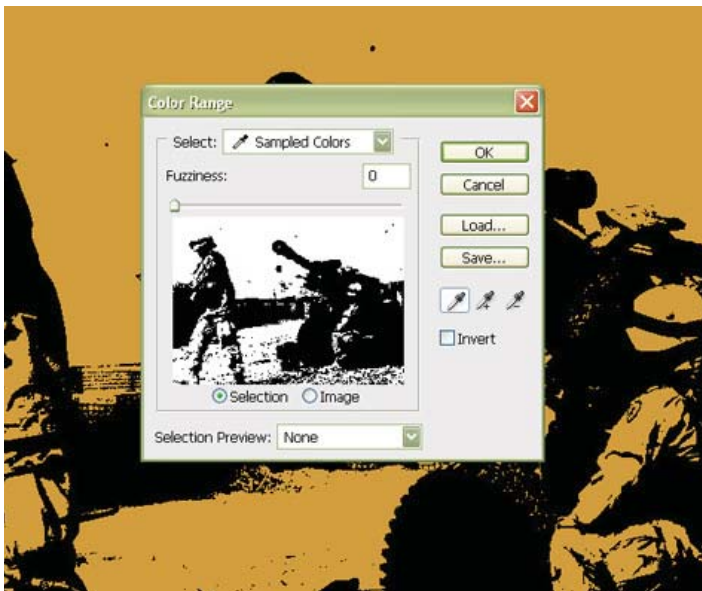 Color Range
Select: Sampled Colors
Fuzziness: 0
OK
Cancel
Load...
Save...
Invert
Selection Image
Selection Preview: None